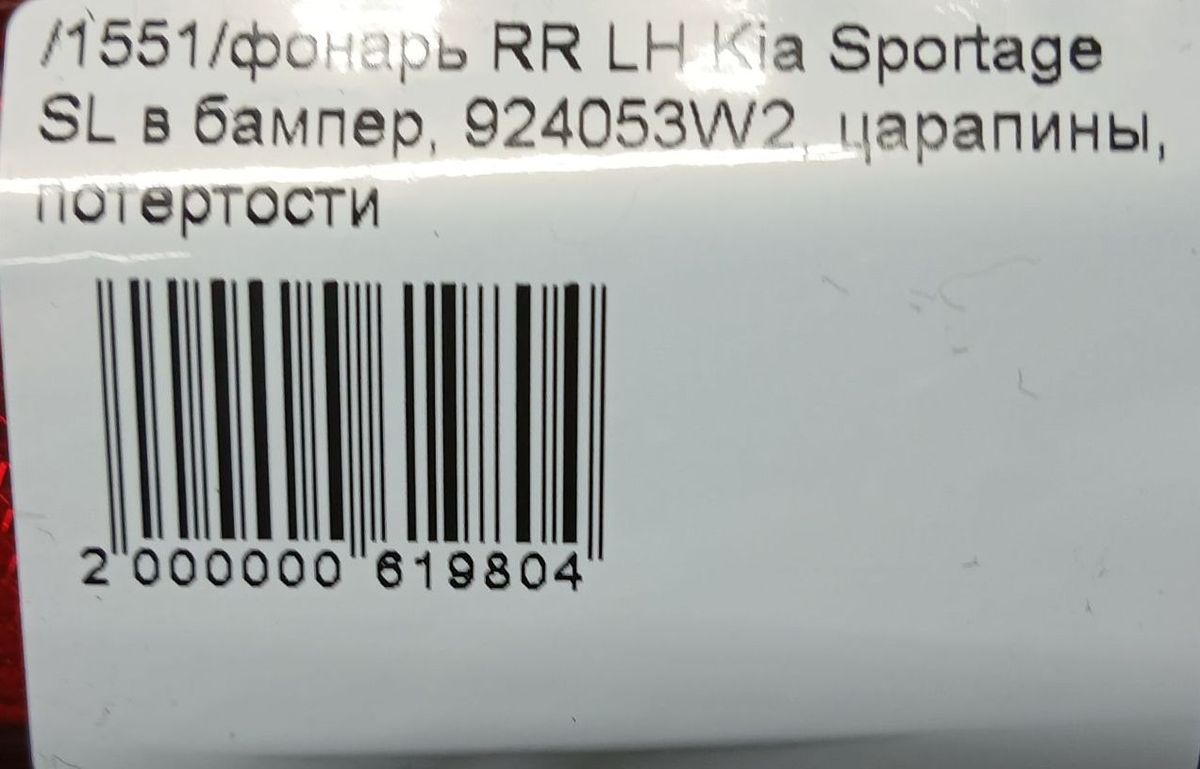 /1551/фонарь RR LH Kia Sportage
SL в бампер, 924053W2, царапины,
потертости
2 000000 619804